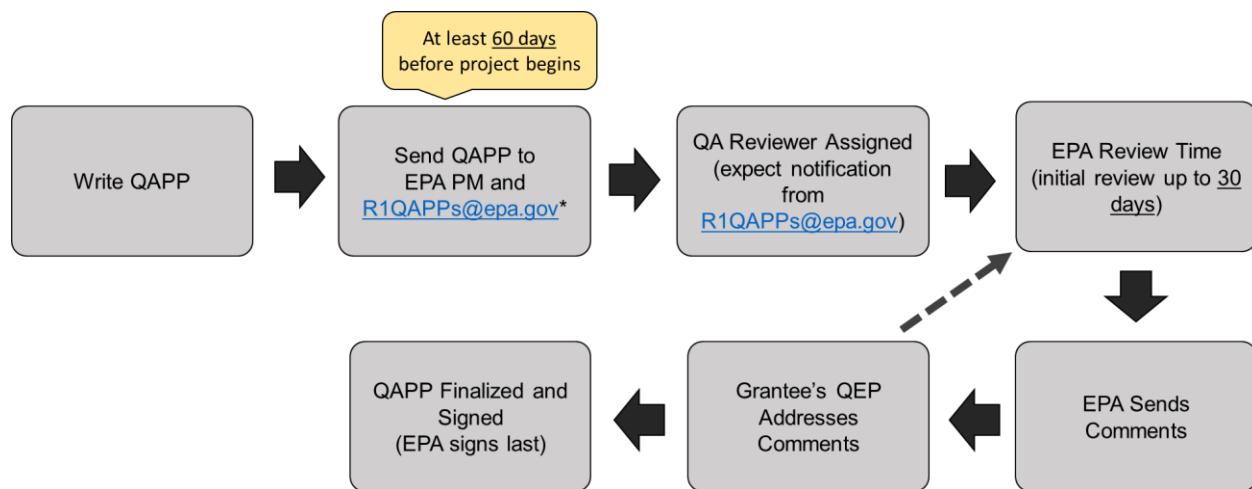 At least 60 days
before project begins
Write QAPP
Send QAPP to
EPA PM and
R1QAPPs@epa.gov*
QA Reviewer Assigned
(expect notification
from
R1QAPPs@epa.gov)
EPA Review Time
(initial review up to 30
days)
EPA Sends
Comments
Grantee's QEP
Addresses
Comments
QAPP Finalized and
Signed
(EPA signs last)